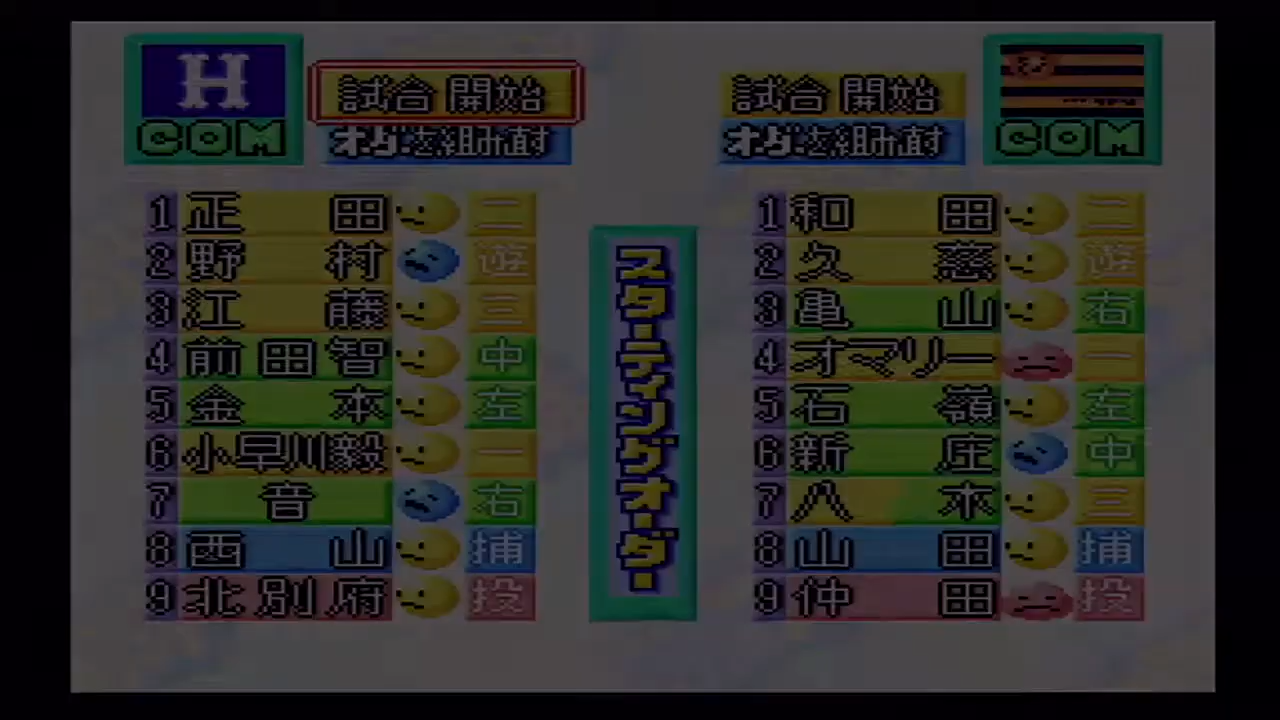 H
COM
試合開始
オーダー組み替え
試合開始
オーダー組み替え
COM
1 正田 二
2 野村 遊
3 江藤 三
4 前田智 中
5 金本 左
6 小早川毅 一
7 音 右
8 西山 捕
9 北別府 投
スターティングオーダー
1 和田 二
2 久慈 遊
3 亀山 右
4 オマリー 一
5 石嶺 左
6 新庄 中
7 八木 三
8 山田 捕
9 仲田 投